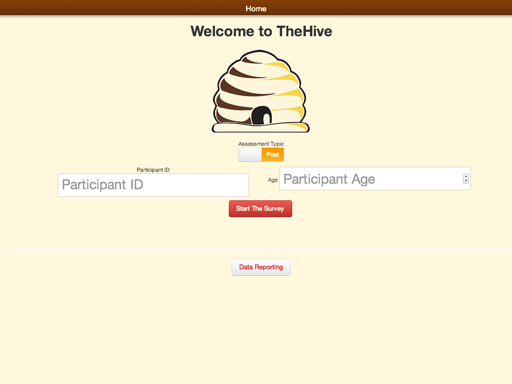 Home
Welcome to TheHive
Assessment Type:
Post
Participant ID
Participant ID
Age
Participant Age
Start The Survey
Data Reporting